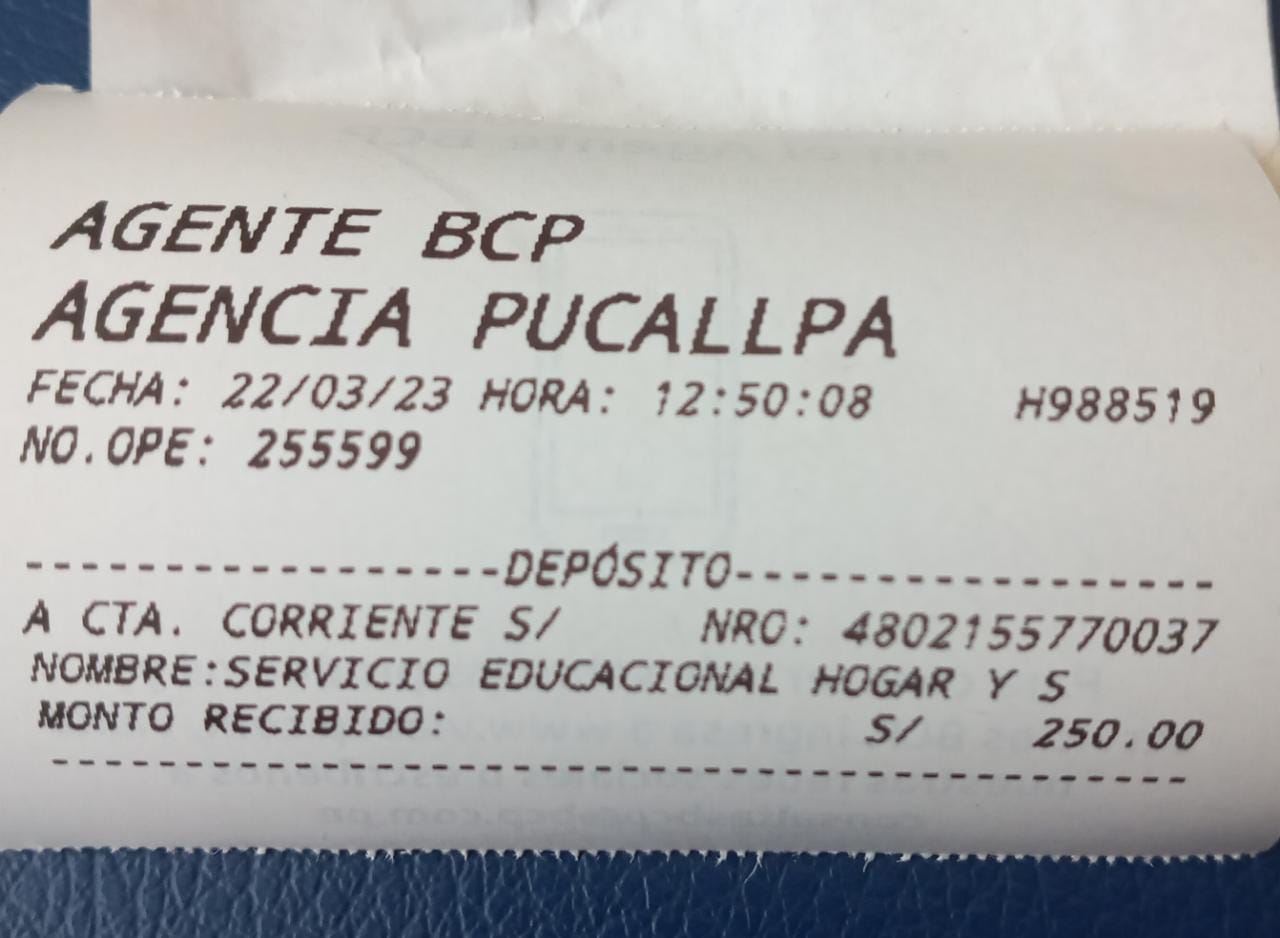 AGENTE BCP
AGENCIA PUCALLPA
FECHA: 22/03/23 HORA: 12:50:08 H988519
NO.OPE: 255599
------------------DEPÓSITO------------------
A CTA. CORRIENTE S/ NRO: 4802155770037
NOMBRE:SERVICIO EDUCACIONAL HOGAR Y S
MONTO RECIBIDO: S/ 250.00
--------------------------------------------